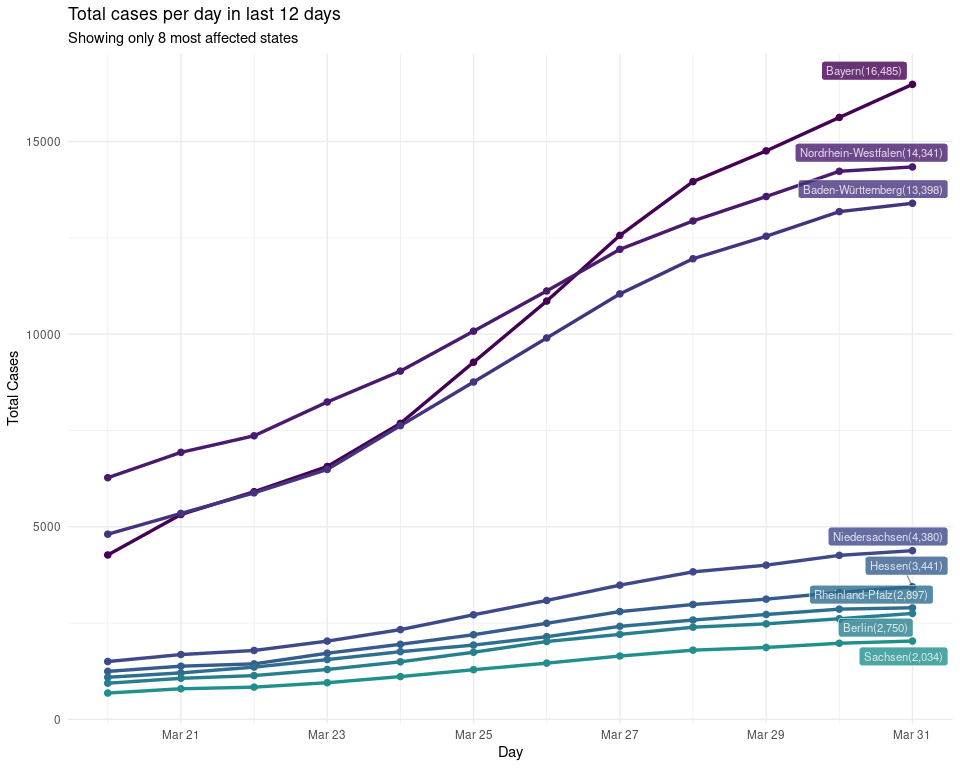 Total cases per day in last 12 days
Showing only 8 most affected states
Bayern(16,485)
15000
Nordrhein-Westfalen(14,341)
Baden-Württemberg(13,398)
10000
Total Cases
5000
Niedersachsen(4,380)
Hessen(3,441)
Rheinland-Pfalz(2,897)
Berlin(2,750)
Sachsen(2,034)
0
Mar 21 Mar 23 Mar 25 Mar 27 Mar 29 Mar 31
Day